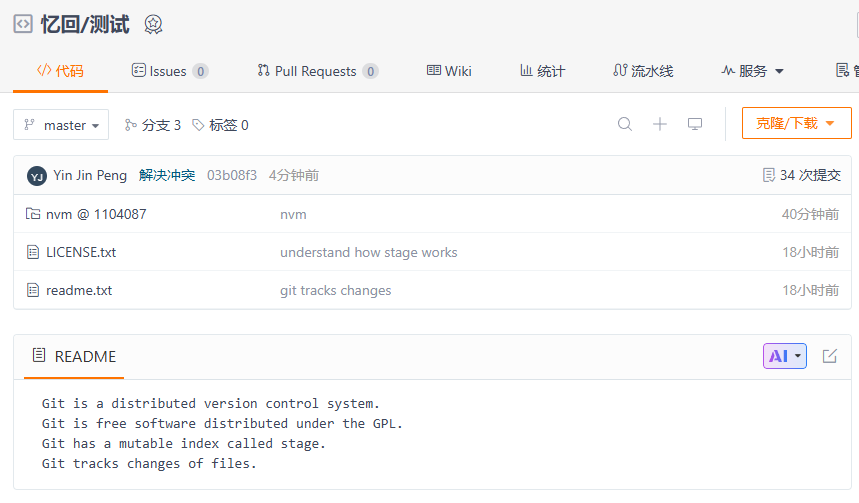 忆回/测试
代码 Issues 0 Pull Requests 0 Wiki 统计 流水线 服务
master 分支 3 标签 0 克隆/下载
YJ Yin Jin Peng 解决冲突 03b08f3 4分钟前 34 次提交
nvm @ 1104087 nvm 40分钟前
LICENSE.txt understand how stage works 18小时前
readme.txt git tracks changes 18小时前
README AI
Git is a distributed version control system.
Git is free software distributed under the GPL.
Git has a mutable index called stage.
Git tracks changes of files.